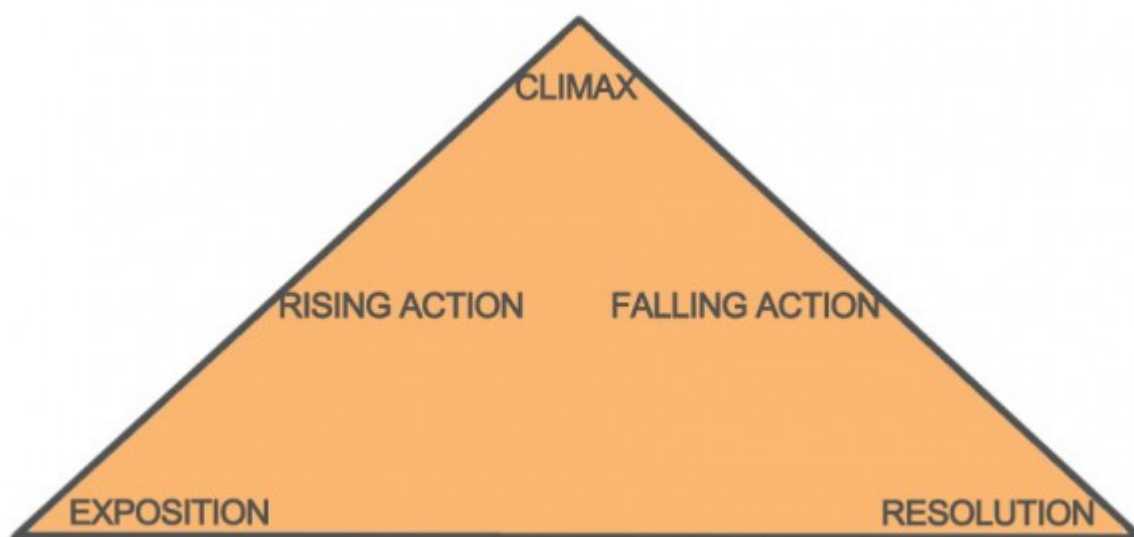 CLIMAX
RISING ACTION FALLING ACTION
EXPOSITION RESOLUTION